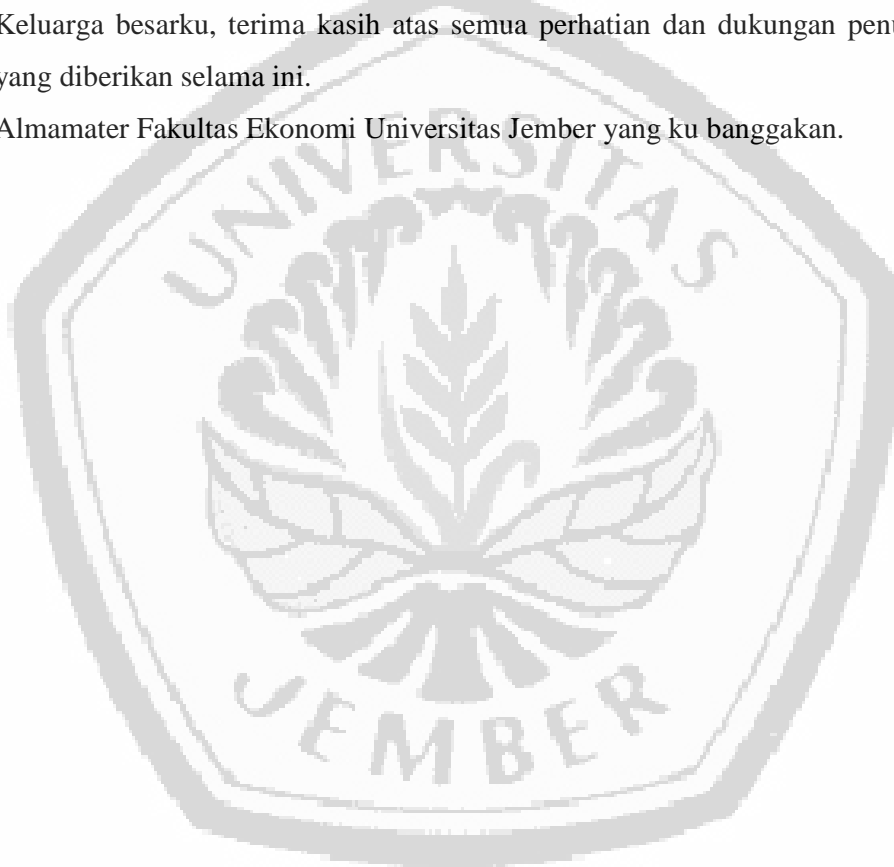 Keluarga besarku, terima kasih atas semua perhatian dan dukungan
yang diberikan selama ini.
Almamater Fakultas Ekonomi Universitas Jember yang ku banggakan.
UNIVERSITAS
JEMBER